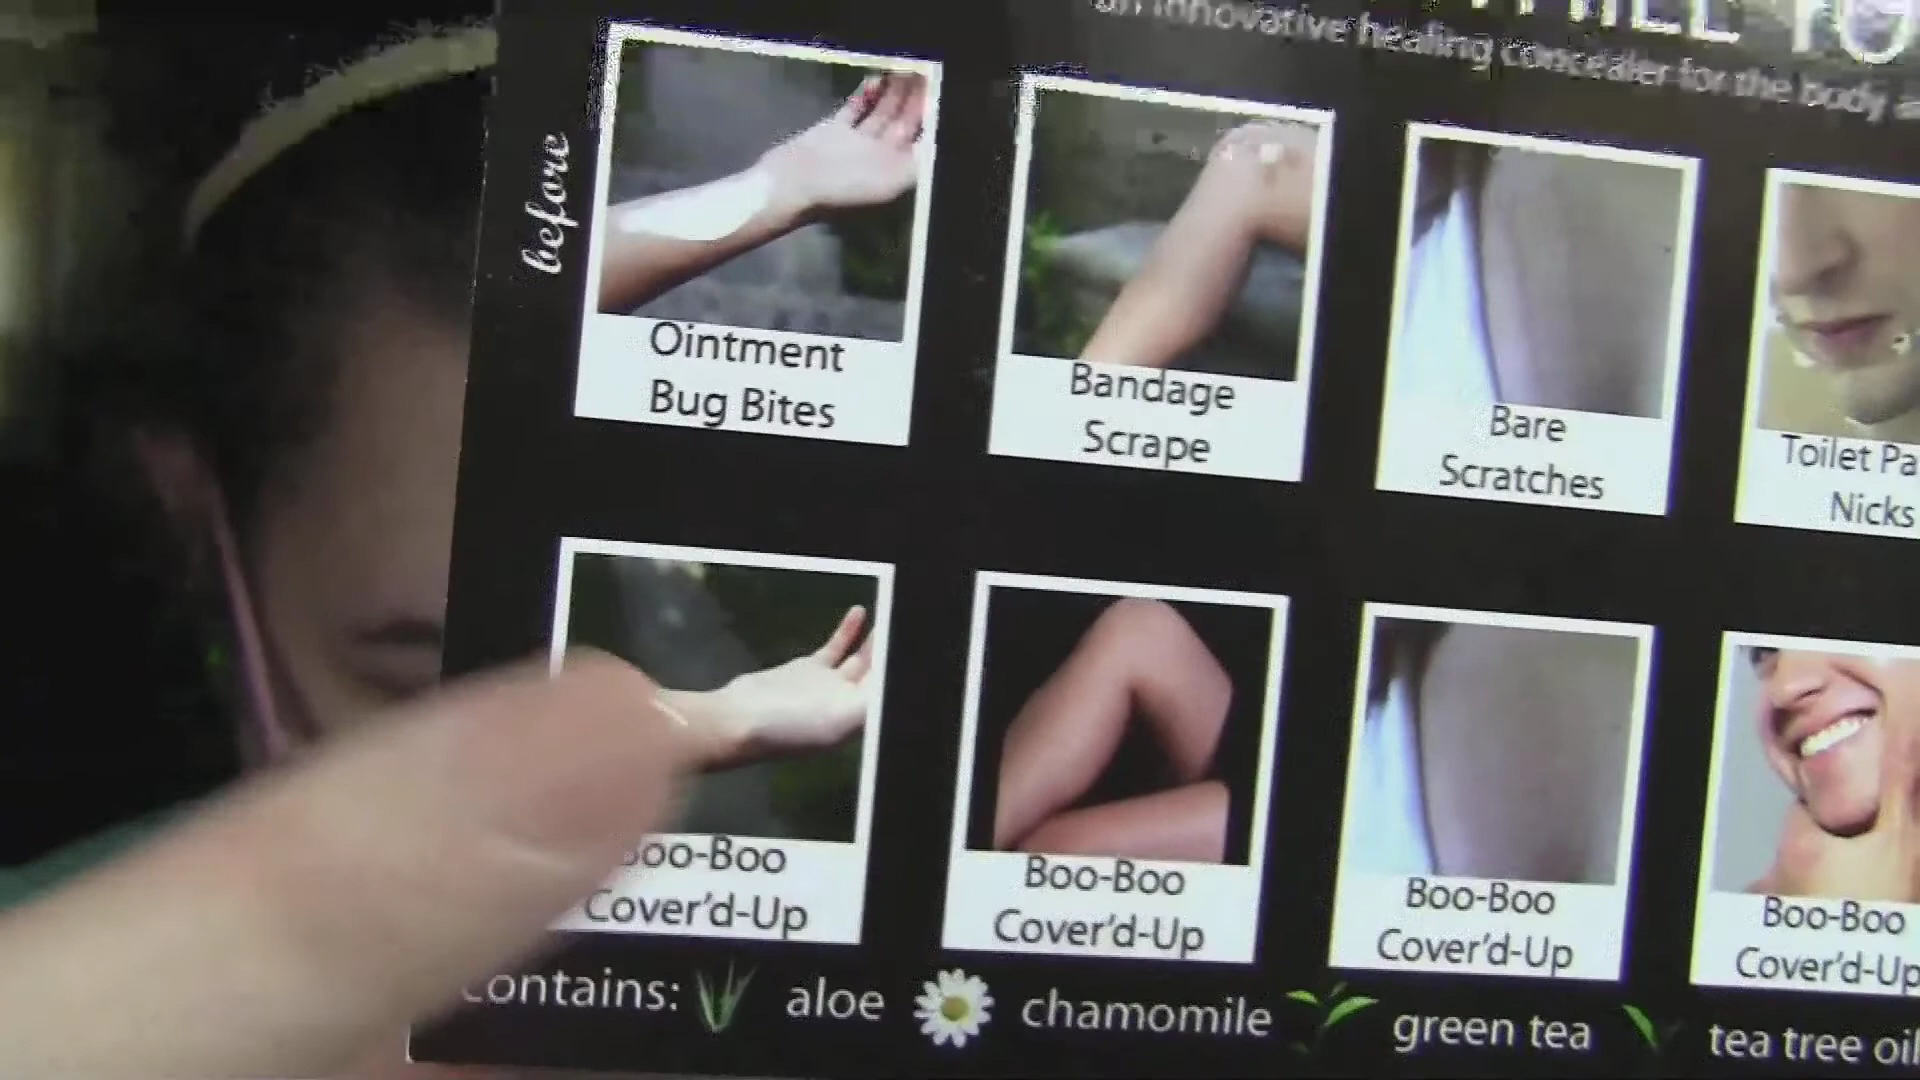 an innovative healing concealer for the body
before
Ointment
Bug Bites
Bandage
Scrape
Bare
Scratches
Toilet Pa
Nicks
Boo-Boo
Cover'd-Up
Boo-Boo
Cover'd-Up
Boo-Boo
Cover'd-Up
Boo-Boo
Cover'd-Up
contains: aloe chamomile green tea tea tree oil